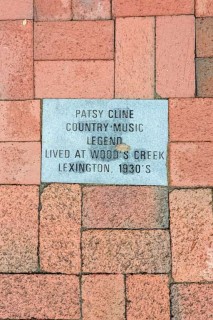 PATSY CLINE
COUNTRY-MUSIC
LEGEND
LIVED AT WOOD'S CREEK
LEXINGTON 1930'S